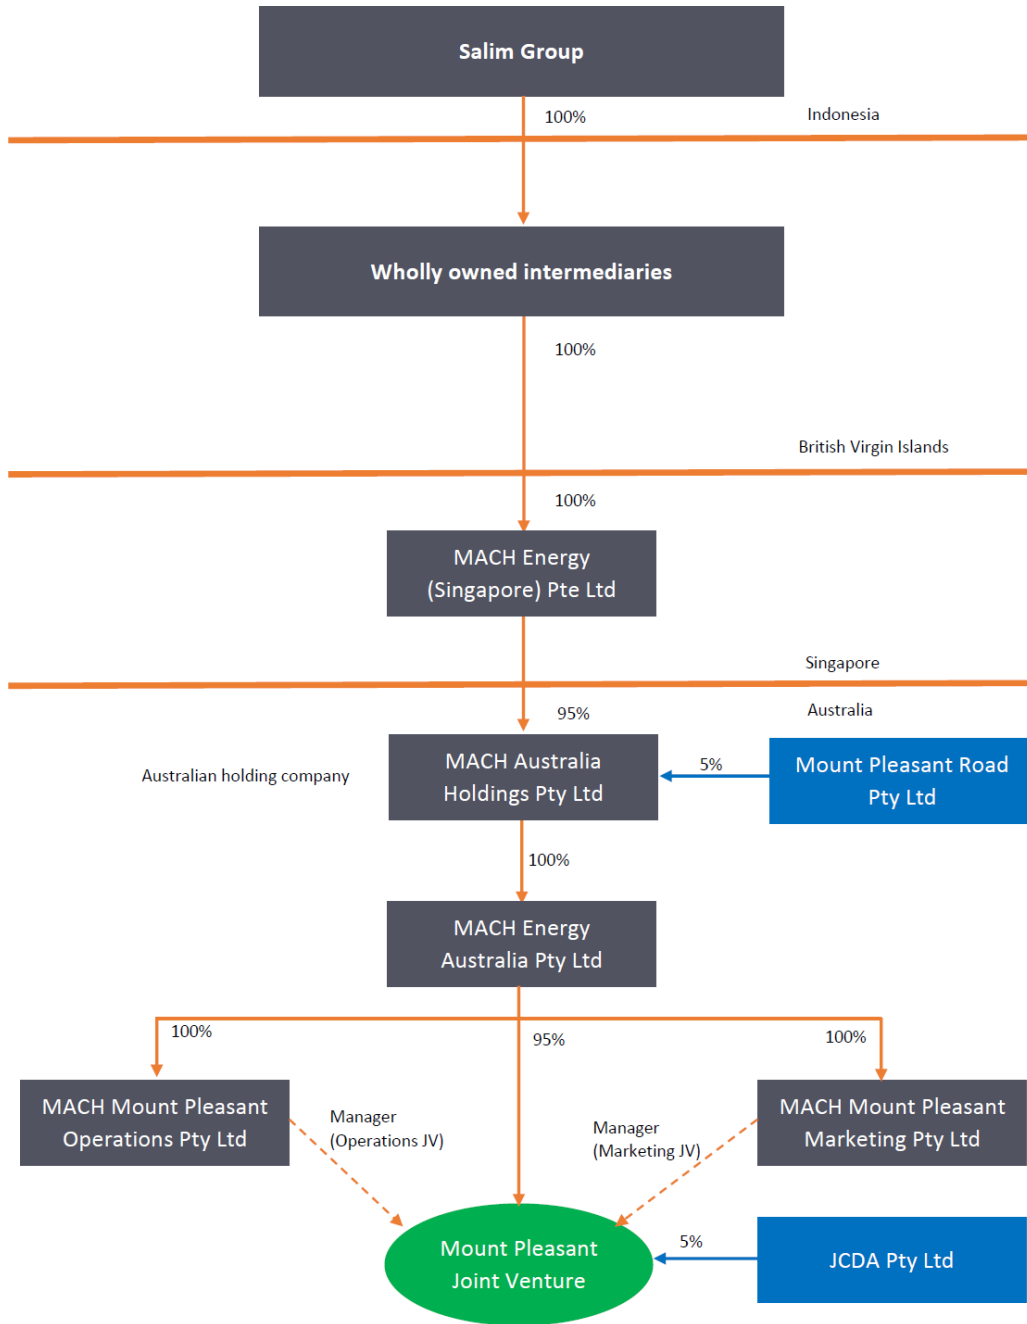 Salim Group
100%
Indonesia
Wholly owned intermediaries
100%
British Virgin Islands
100%
MACH Energy
(Singapore) Pte Ltd
Singapore
95%
Australia
Australian holding company
MACH Australia
Holdings Pty Ltd
5%
Mount Pleasant Road
Pty Ltd
100%
MACH Energy
Australia Pty Ltd
100%
95%
100%
MACH Mount Pleasant
Operations Pty Ltd
Manager
(Operations JV)
Manager
(Marketing JV)
MACH Mount Pleasant
Marketing Pty Ltd
Mount Pleasant
Joint Venture
5%
JCDA Pty Ltd